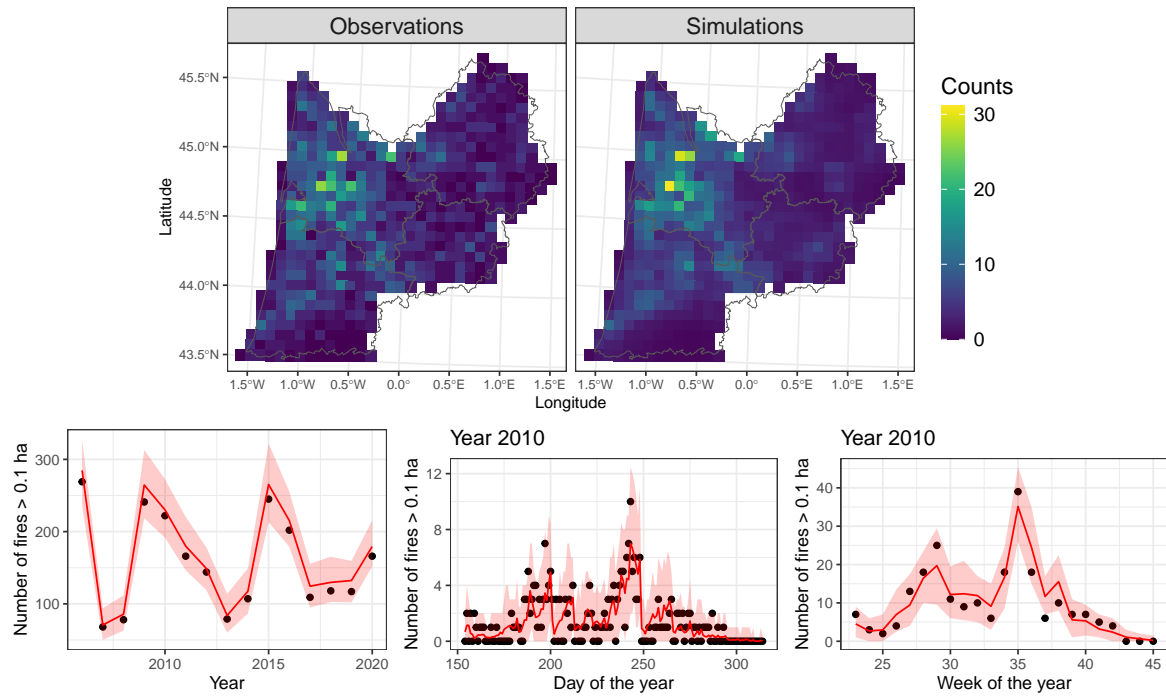 Observations
Simulations
45.5°N
45.0°N
44.5°N
44.0°N
43.5°N
Latitude
1.5°W 1.0°W 0.5°W 0.0° 0.5°E 1.0°E 1.5°E
1.5°W 1.0°W 0.5°W 0.0° 0.5°E 1.0°E 1.5°E
Longitude
Counts
30
20
10
0
Number of fires > 0.1 ha
300
200
100
2010 2015 2020
Year
Year 2010
Number of fires > 0.1 ha
12
8
4
0
150 200 250 300
Day of the year
Year 2010
Number of fires > 0.1 ha
40
30
20
10
0
25 30 35 40 45
Week of the year